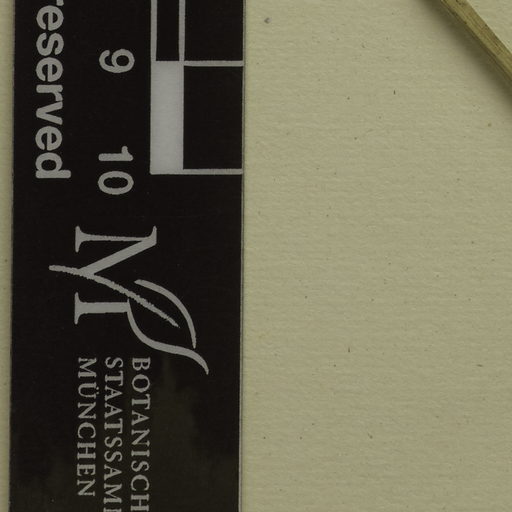 reserved
9 10
M
BOTANISCH
STAATSSAM
MÜNCHEN